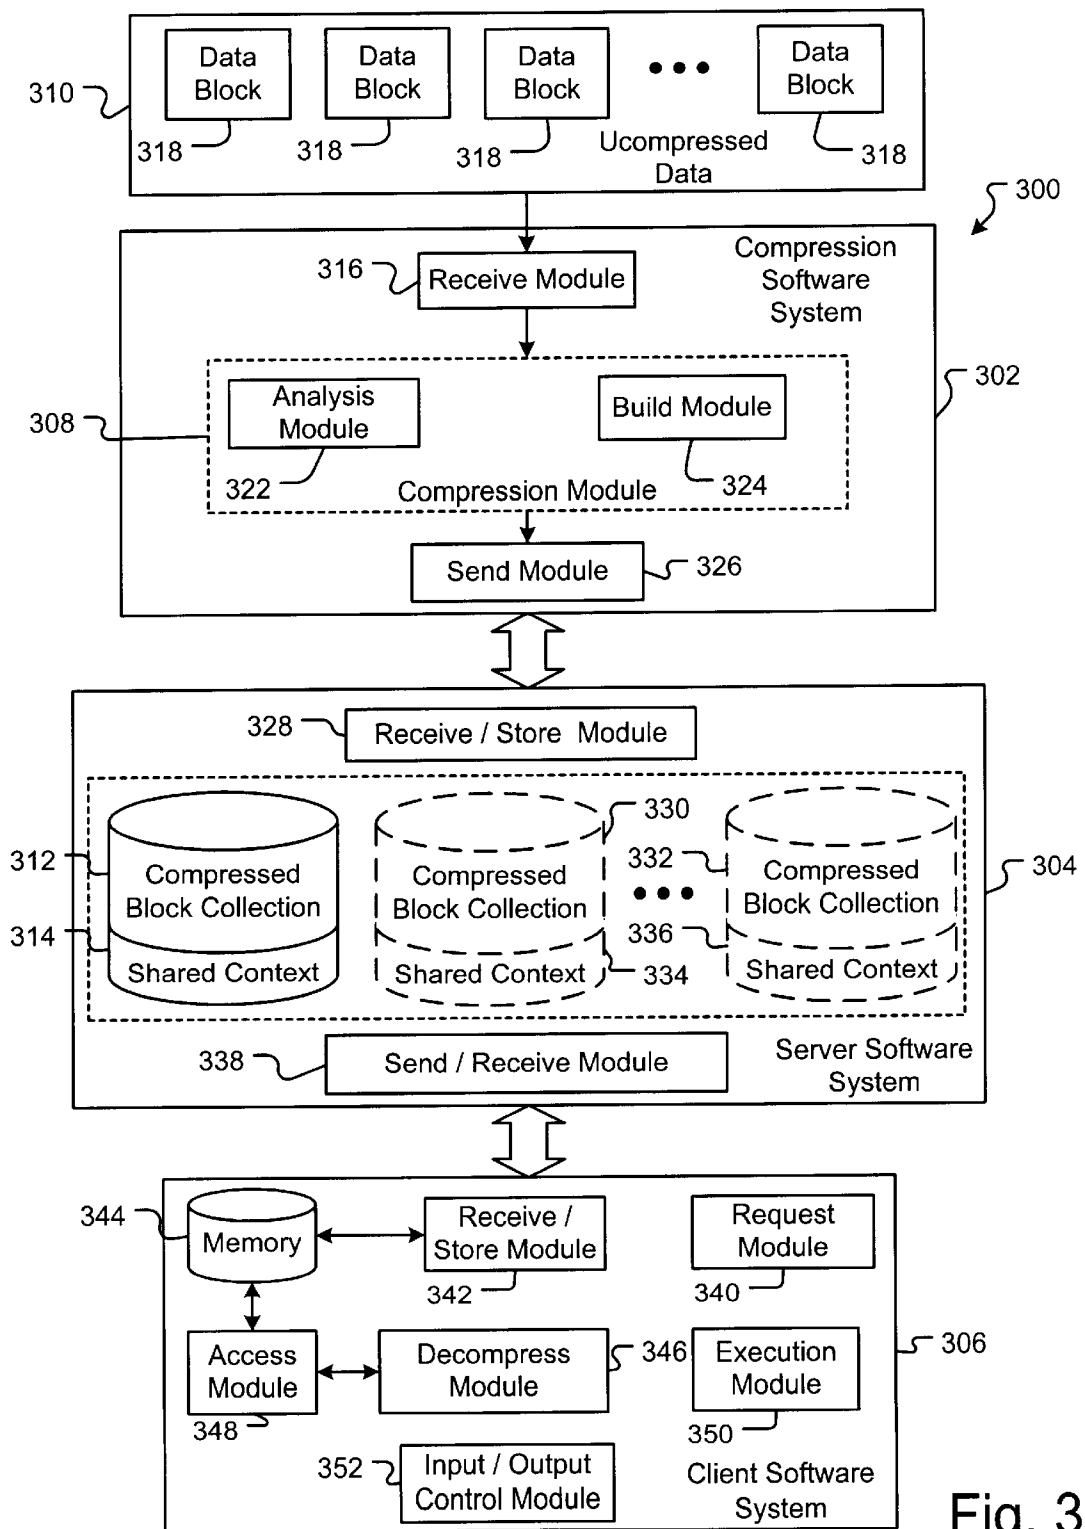 Data
Block
Data
Block
Data
Block
Data
Block
310
318
318
318
318
Ucompressed
Data
300
316
Receive Module
Compression
Software
System
302
308
Analysis
Module
Build Module
322
324
Compression Module
Send Module
326
328
Receive / Store Module
330
312
332
304
Compressed
Block Collection
Compressed
Block Collection
Compressed
Block Collection
314
336
Shared Context
Shared Context
334
Shared Context
338
Send / Receive Module
Server Software
System
344
Memory
Receive /
Store Module
342
Request
Module
340
Access
Module
348
Decompress
Module
346
Execution
Module
350
306
352
Input / Output
Control Module
Client Software
System
Fig. 3